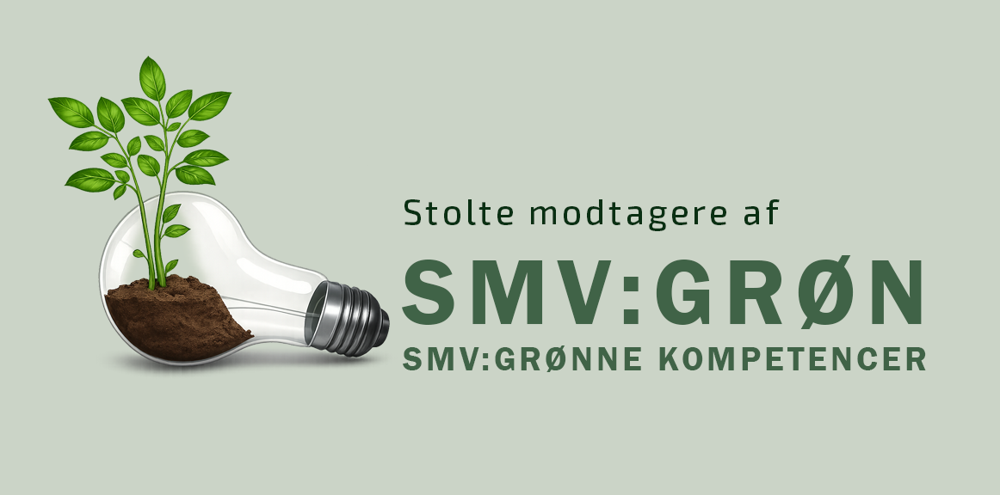 Stolte modtagere af
SMV:GRØN
SMV:GRØNNE KOMPETENCER